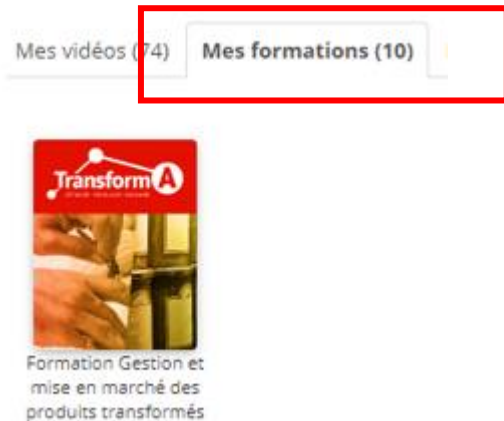 Mes vidéos (74) Mes formations (10)
TransformA
Formation Gestion et
mise en marché des
produits transformés